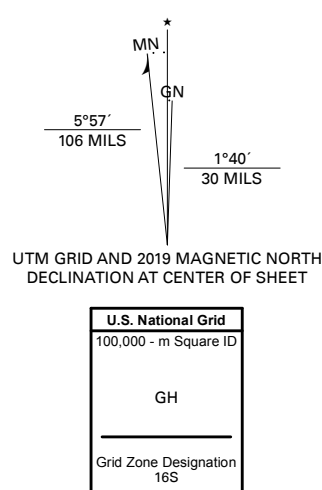 ★
MN
GN
5°57´
106 MILS
1°40´
30 MILS
UTM GRID AND 2019 MAGNETIC NORTH
DECLINATION AT CENTER OF SHEET
U.S. National Grid
100,000 - m Square ID
GH
Grid Zone Designation
16S